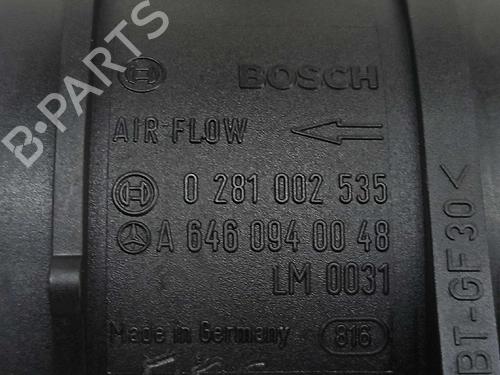 B-PARTS
BOSCH
AIR FLOW
0 281 002 535
A 646 094 00 48
LM 0031
Made in Germany 816
BT-GF30<